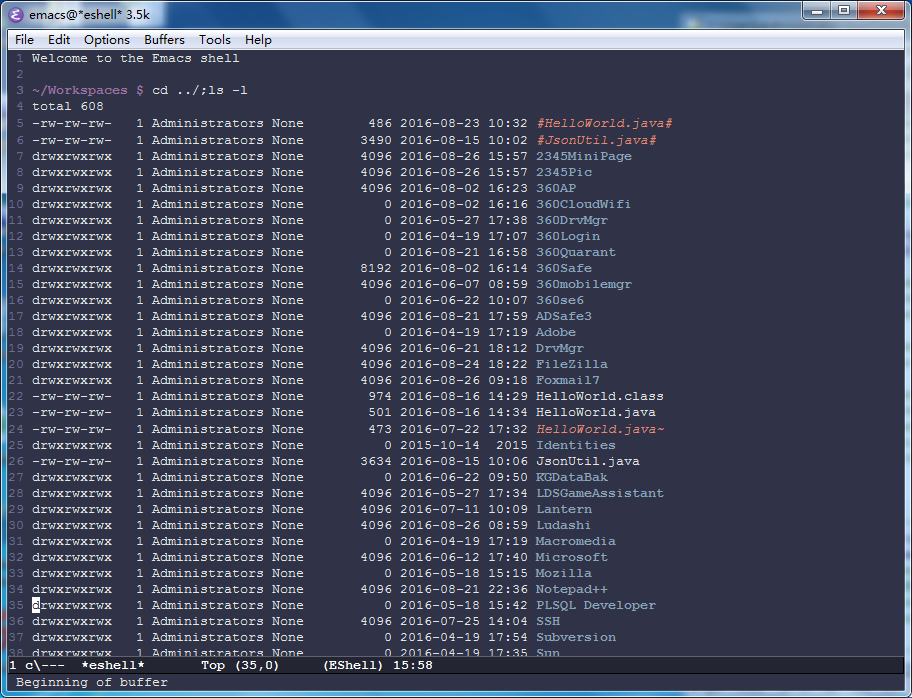 emacs@*eshell* 3.5k
File Edit Options Buffers Tools Help
1 Welcome to the Emacs shell
2
3 ~/Workspaces $ cd ../;ls -l
4 total 608
5 -rw-rw-rw- 1 Administrators None 486 2016-08-23 10:32 #HelloWorld.java#
6 -rw-rw-rw- 1 Administrators None 3490 2016-08-15 10:02 #JsonUtil.java#
7 drwxrwxrwx 1 Administrators None 4096 2016-08-26 15:57 2345MiniPage
8 drwxrwxrwx 1 Administrators None 4096 2016-08-26 15:57 2345Pic
9 drwxrwxrwx 1 Administrators None 4096 2016-08-02 16:23 360AP
10 drwxrwxrwx 1 Administrators None 0 2016-08-02 16:16 360CloudWifi
11 drwxrwxrwx 1 Administrators None 0 2016-05-27 17:38 360DrvMgr
12 drwxrwxrwx 1 Administrators None 0 2016-04-19 17:07 360Login
13 drwxrwxrwx 1 Administrators None 0 2016-08-21 16:58 360Quarant
14 drwxrwxrwx 1 Administrators None 8192 2016-08-02 16:14 360Safe
15 drwxrwxrwx 1 Administrators None 4096 2016-06-07 08:59 360mobilemgr
16 drwxrwxrwx 1 Administrators None 0 2016-06-22 10:07 360se6
17 drwxrwxrwx 1 Administrators None 4096 2016-08-21 17:59 ADSafe3
18 drwxrwxrwx 1 Administrators None 0 2016-04-19 17:19 Adobe
19 drwxrwxrwx 1 Administrators None 4096 2016-06-21 18:12 DrvMgr
20 drwxrwxrwx 1 Administrators None 4096 2016-08-24 18:22 FileZilla
21 drwxrwxrwx 1 Administrators None 4096 2016-08-26 09:18 Foxmail7
22 -rw-rw-rw- 1 Administrators None 974 2016-08-16 14:29 HelloWorld.class
23 -rw-rw-rw- 1 Administrators None 501 2016-08-16 14:34 HelloWorld.java
24 -rw-rw-rw- 1 Administrators None 473 2016-07-22 17:32 HelloWorld.java~
25 drwxrwxrwx 1 Administrators None 0 2015-10-14 2015 Identities
26 -rw-rw-rw- 1 Administrators None 3634 2016-08-15 10:06 JsonUtil.java
27 drwxrwxrwx 1 Administrators None 0 2016-06-22 09:50 KGDataBak
28 drwxrwxrwx 1 Administrators None 4096 2016-05-27 17:34 LDSGameAssistant
29 drwxrwxrwx 1 Administrators None 4096 2016-07-11 10:09 Lantern
30 drwxrwxrwx 1 Administrators None 4096 2016-08-26 08:59 Ludashi
31 drwxrwxrwx 1 Administrators None 0 2016-04-19 17:19 Macromedia
32 drwxrwxrwx 1 Administrators None 4096 2016-06-12 17:40 Microsoft
33 drwxrwxrwx 1 Administrators None 0 2016-05-18 15:15 Mozilla
34 drwxrwxrwx 1 Administrators None 4096 2016-08-21 22:36 Notepad++
35 drwxrwxrwx 1 Administrators None 0 2016-05-18 15:42 PLSQL Developer
36 drwxrwxrwx 1 Administrators None 4096 2016-07-25 14:04 SSH
37 drwxrwxrwx 1 Administrators None 0 2016-04-19 17:54 Subversion
38 drwxrwxrwx 1 Administrators None 0 2016-04-19 17:35 Sun
1 c\--- *eshell* Top (35,0) (EShell) 15:58
Beginning of buffer